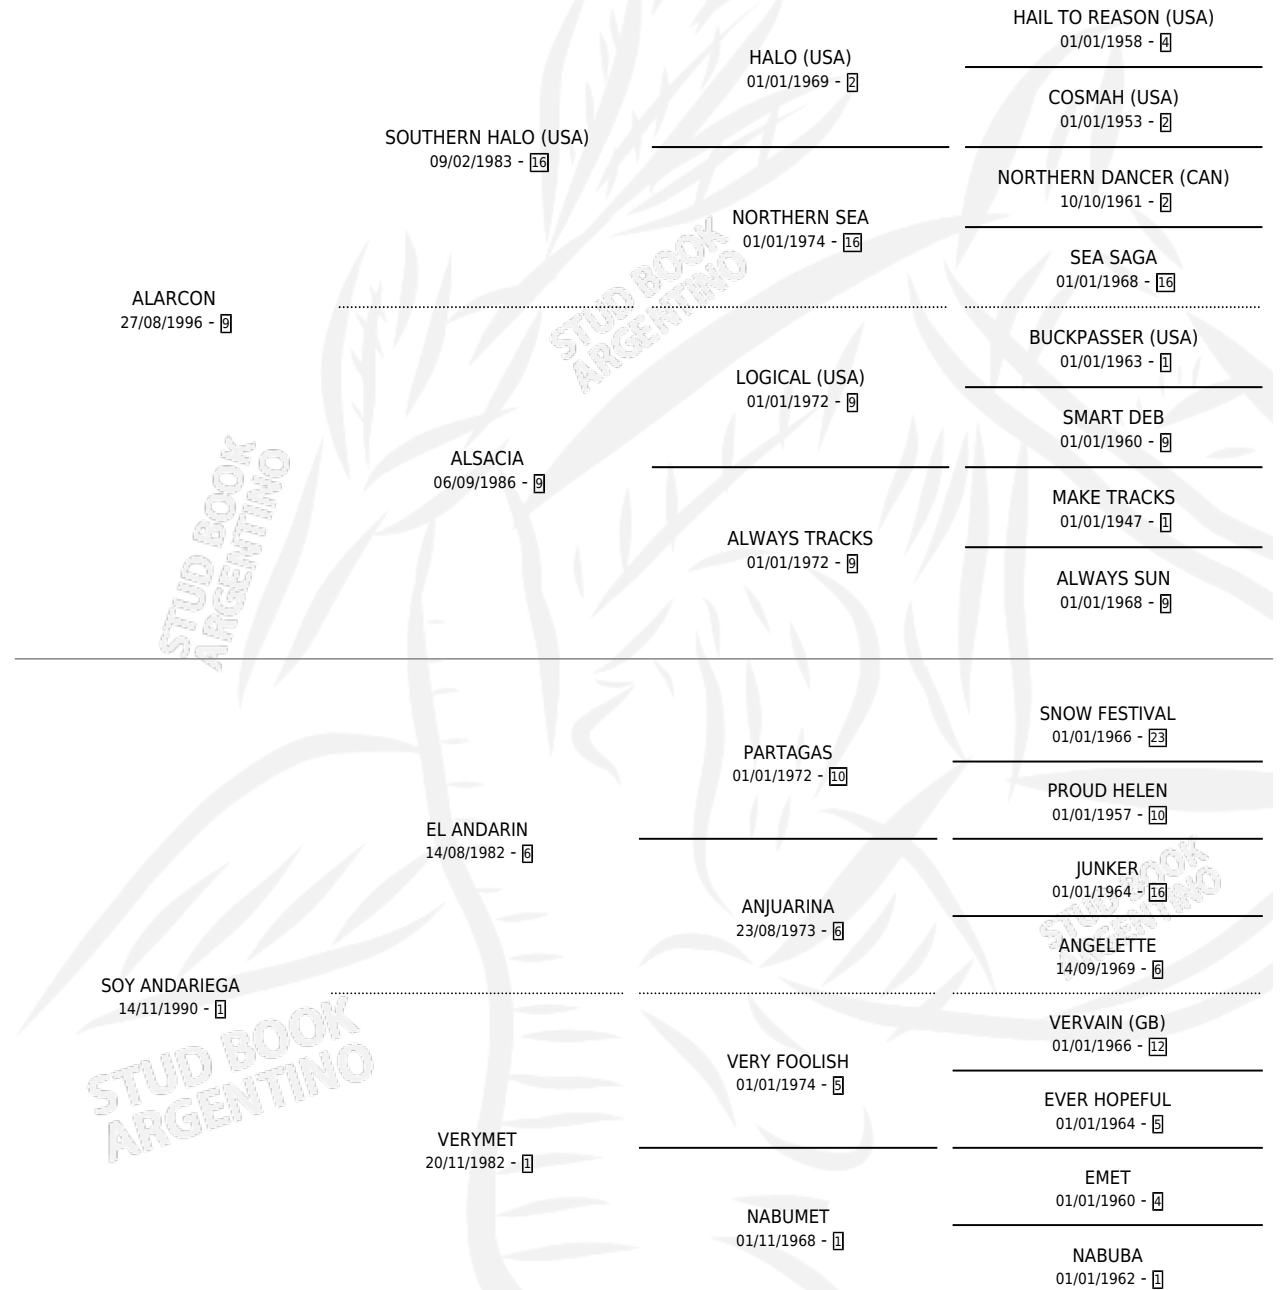 HAIL TO REASON (USA)
01/01/1958 - 4
HALO (USA)
01/01/1969 - 2
COSMAH (USA)
01/01/1953 - 2
SOUTHERN HALO (USA)
09/02/1983 - 16
NORTHERN DANCER (CAN)
10/10/1961 - 2
NORTHERN SEA
01/01/1974 - 16
SEA SAGA
01/01/1968 - 16
ALARCON
27/08/1996 - 9
BUCKPASSER (USA)
01/01/1963 - 1
LOGICAL (USA)
01/01/1972 - 9
SMART DEB
01/01/1960 - 9
ALSACIA
06/09/1986 - 9
MAKE TRACKS
01/01/1947 - 1
ALWAYS TRACKS
01/01/1972 - 9
ALWAYS SUN
01/01/1968 - 9
STUD BOOK
ARGENTINO
STUD BOOK
ARGENTINO
SNOW FESTIVAL
01/01/1966 - 23
PARTAGAS
01/01/1972 - 10
PROUD HELEN
01/01/1957 - 10
EL ANDARIN
14/08/1982 - 6
JUNKER
01/01/1964 - 16
ANJUARINA
23/08/1973 - 6
ANGELETTE
14/09/1969 - 6
STUD BOOK
ARGENTINO
SOY ANDARIEGA
14/11/1990 - 1
VERVAIN (GB)
01/01/1966 - 12
VERY FOOLISH
01/01/1974 - 5
EVER HOPEFUL
01/01/1964 - 5
STUD BOOK
ARGENTINO
VERYMET
20/11/1982 - 1
EMET
01/01/1960 - 4
NABUMET
01/11/1968 - 1
NABUBA
01/01/1962 - 1